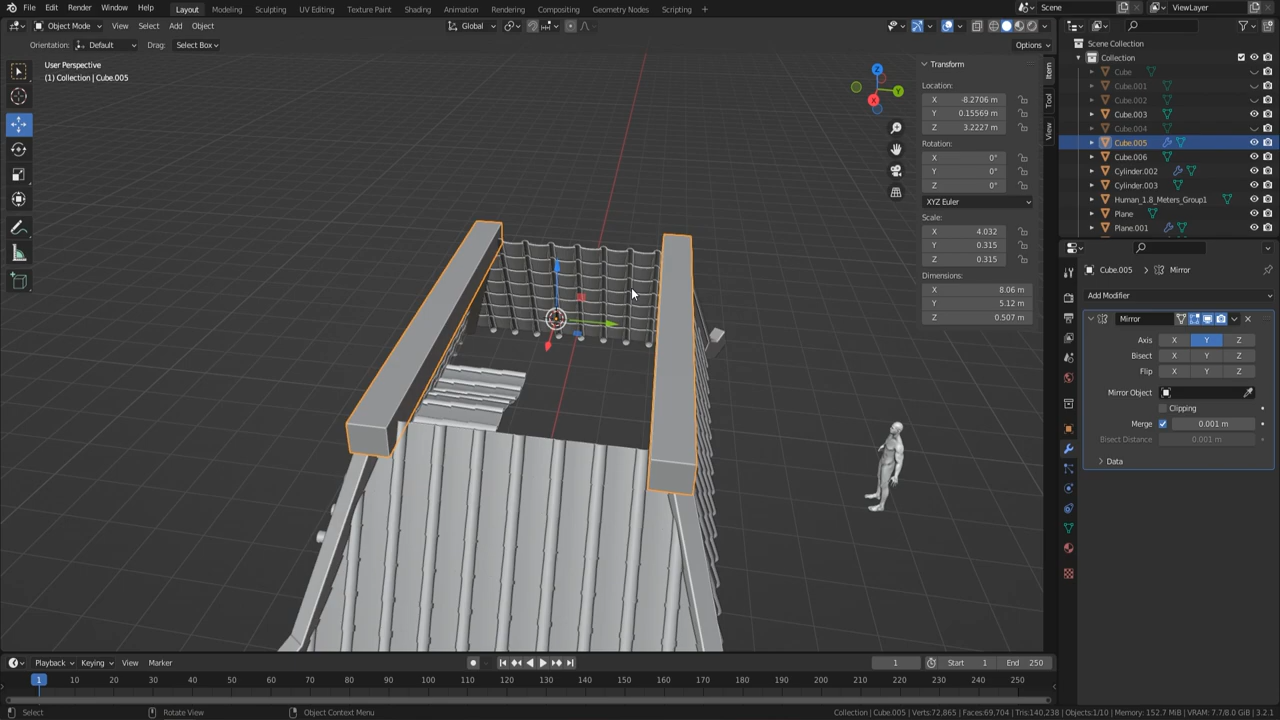 File Edit Render Window Help Layout Modeling Sculpting UV Editing Texture Paint Shading Animation Rendering Compositing Geometry Nodes Scripting + Scene ViewLayer
Object Mode View Select Add Object Global Options
Orientation: Default Drag: Select Box
User Perspective
(1) Collection | Cube.005
Z
Y
X
Transform
Location:
X -8.2706 m
Y 0.15569 m
Z 3.2227 m
Rotation:
X 0°
Y 0°
Z 0°
XYZ Euler
Scale:
X 4.032
Y 0.315
Z 0.315
Dimensions:
X 8.06 m
Y 5.12 m
Z 0.507 m
Item
Tool
View
Scene Collection
Collection
Cube
Cube.001
Cube.002
Cube.003
Cube.004
Cube.005
Cube.006
Cylinder.002
Cylinder.003
Human_1.8_Meters_Group1
Plane
Plane.001
Cube.005 > Mirror
Add Modifier
Mirror
Axis X Y Z
Bisect X Y Z
Flip X Y Z
Mirror Object
Clipping
Merge 0.001 m
Bisect Distance 0.001 m
Data
Playback Keying View Marker 1 Start 1 End 250
1 10 20 30 40 50 60 70 80 90 100 110 120 130 140 150 160 170 180 190 200 210 220 230 240 250
Select Rotate View Object Context Menu Collection | Cube.005 | Verts:72,865 | Faces:69,704 | Tris:140,238 | Objects:1/10 | Memory: 152.7 MiB | VRAM: 7.7/8.0 GiB | 3.2.1